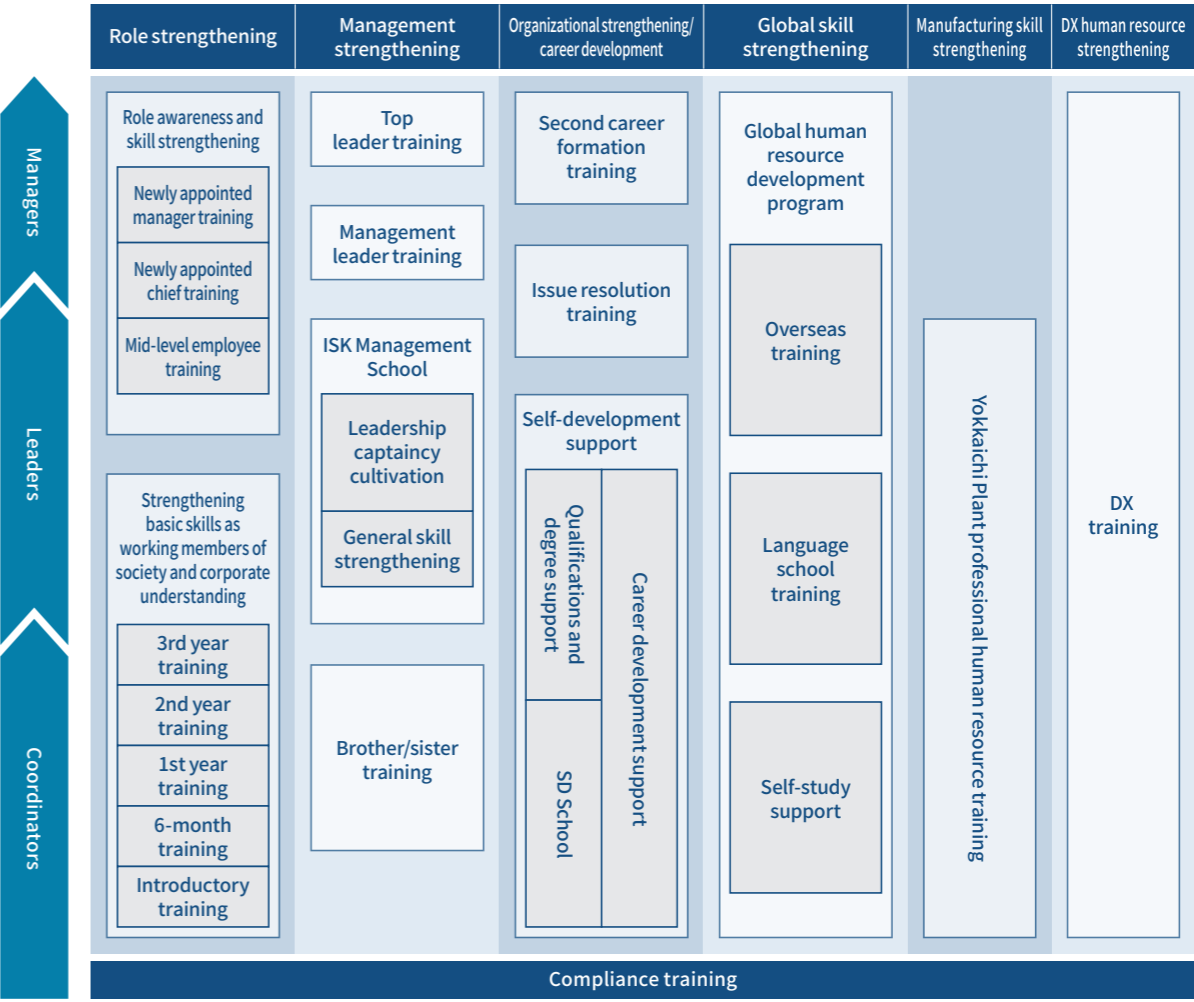 Role strengthening
Management
strengthening
Organizational strengthening/
career development
Global skill
strengthening
Manufacturing skill
strengthening
DX human resource
strengthening
Managers
Leaders
Coordinators
Role awareness and
skill strengthening
Newly appointed
manager training
Newly appointed
chief training
Mid-level employee
training
Strengthening
basic skills as
working members of
society and corporate
understanding
3rd year
training
2nd year
training
1st year
training
6-month
training
Introductory
training
Top
leader training
Management
leader training
ISK Management
School
Leadership
captaincy
cultivation
General skill
strengthening
Brother/sister
training
Second career
formation
training
Issue resolution
training
Self-development
support
Qualifications and
degree support
SD School
Career development support
Global human
resource
development
program
Overseas
training
Language
school
training
Self-study
support
Yokkaichi Plant professional human resource training
DX
training
Compliance training